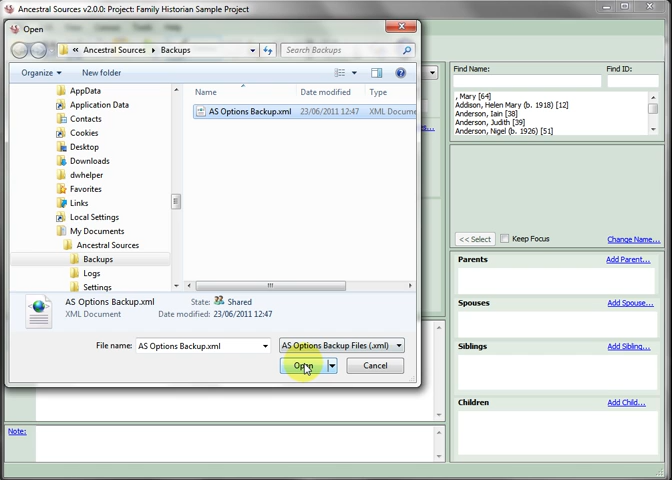 Ancestral Sources v2.0.0: Project: Family Historian Sample Project
Open
« Ancestral Sources ▸ Backups
Search Backups
Organize
New folder
Name
Date modified
Type
AS Options Backup.xml
23/06/2011 12:47
XML Docume
AppData
Application Data
Contacts
Cookies
Desktop
Downloads
dwhelper
Favorites
Links
Local Settings
My Documents
Ancestral Sources
Backups
Logs
Settings
AS Options Backup.xml
State: Shared
XML Document
Date modified: 23/06/2011 12:47
File name: AS Options Backup.xml
AS Options Backup Files (.xml)
Open
Cancel
Note:
Find Name:
Find ID:
, Mary [64]
Addison, Helen Mary (b. 1918) [12]
Anderson, Iain [38]
Anderson, Judith [39]
Anderson, Nigel (b. 1926) [51]
<< Select
Keep Focus
Change Name...
Parents
Add Parent...
Spouses
Add Spouse...
Siblings
Add Sibling...
Children
Add Child...